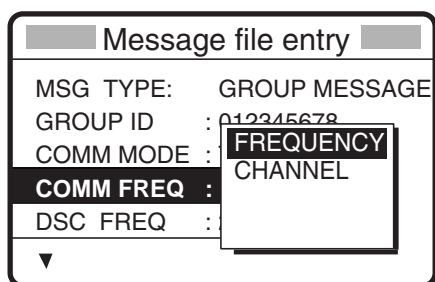 Message file entry
MSG TYPE: GROUP MESSAGE
GROUP ID : 012345678
COMM MODE :
COMM FREQ :
DSC FREQ :
FREQUENCY
CHANNEL
▼